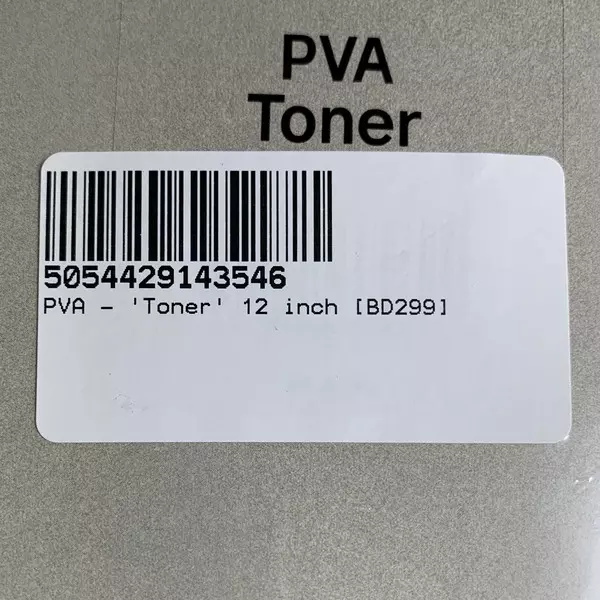 PVA
Toner
5054429143546
PVA - 'Toner' 12 inch [BD299]